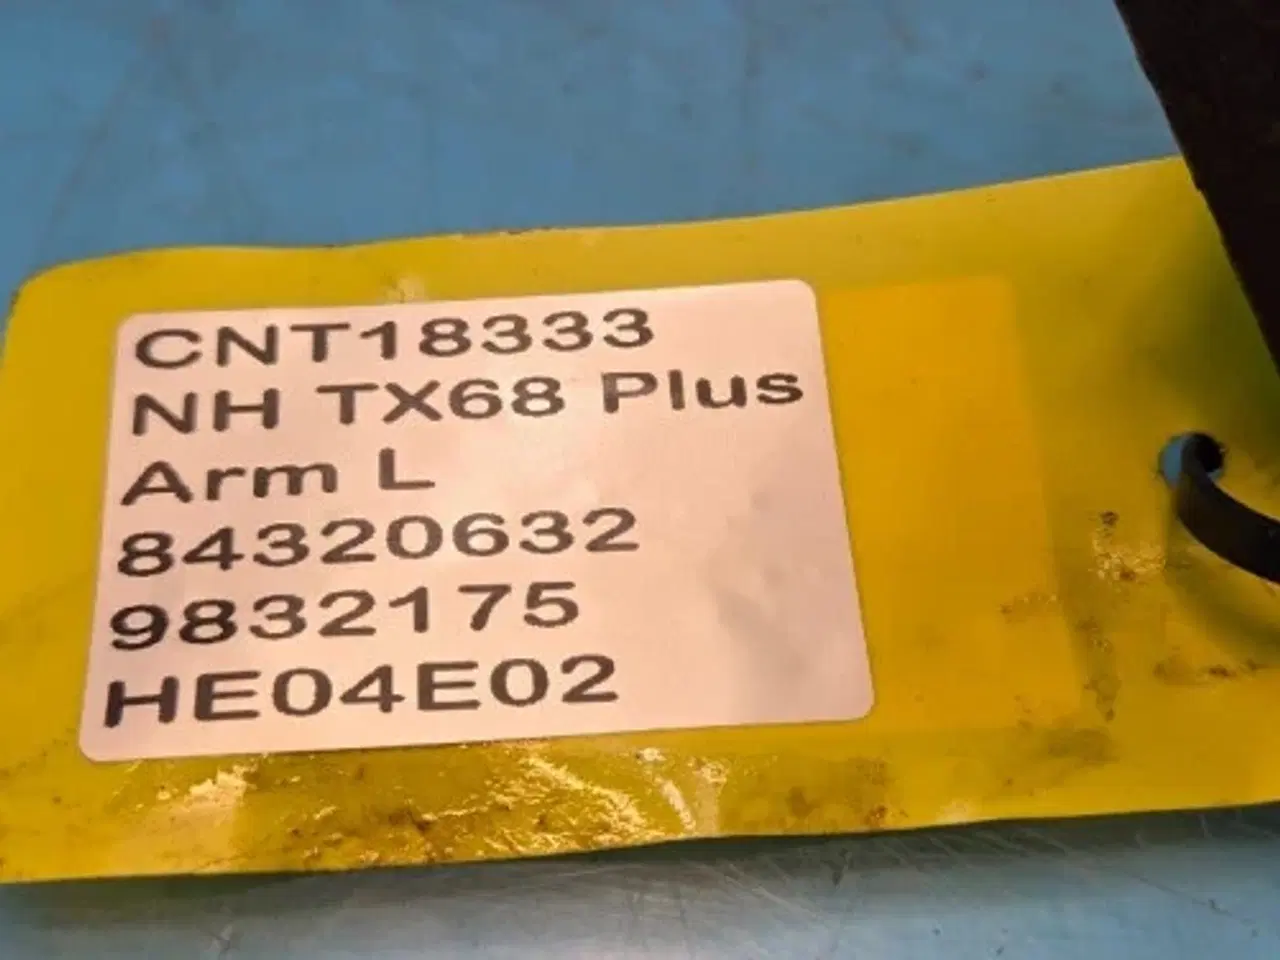 CNT18333
NH TX68 Plus
Arm L
84320632
9832175
HE04E02